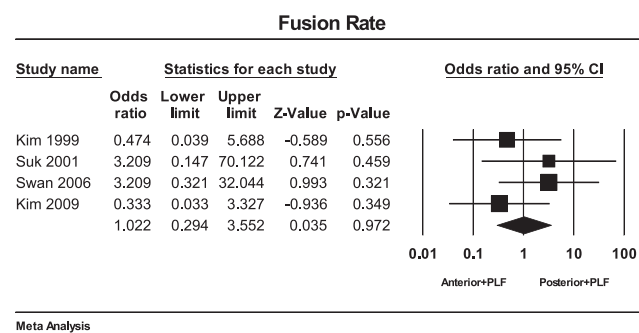 Fusion Rate
Study name Statistics for each study Odds ratio and 95% CI
Odds ratio Lower limit Upper limit Z-Value p-Value
Kim 1999 0.474 0.039 5.688 -0.589 0.556
Suk 2001 3.209 0.147 70.122 0.741 0.459
Swan 2006 3.209 0.321 32.044 0.993 0.321
Kim 2009 0.333 0.033 3.327 -0.936 0.349
1.022 0.294 3.552 0.035 0.972
0.01 0.1 1 10 100
Anterior+PLF Posterior+PLF
Meta Analysis